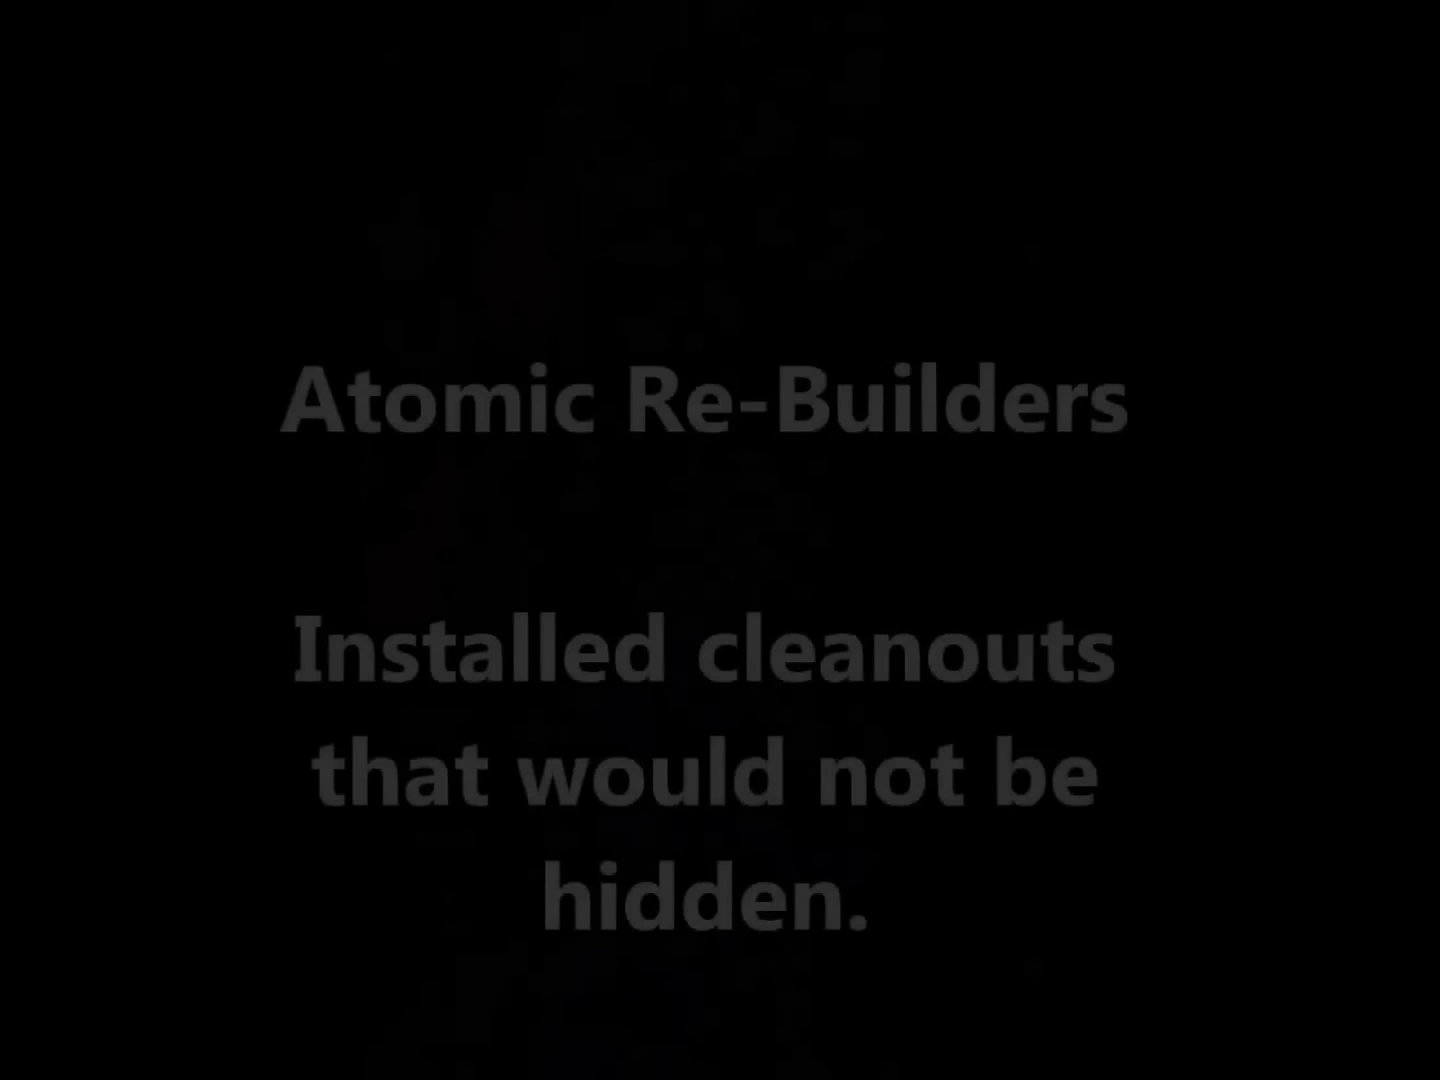 Atomic Re-Builders
Installed cleanouts
that would not be
hidden.